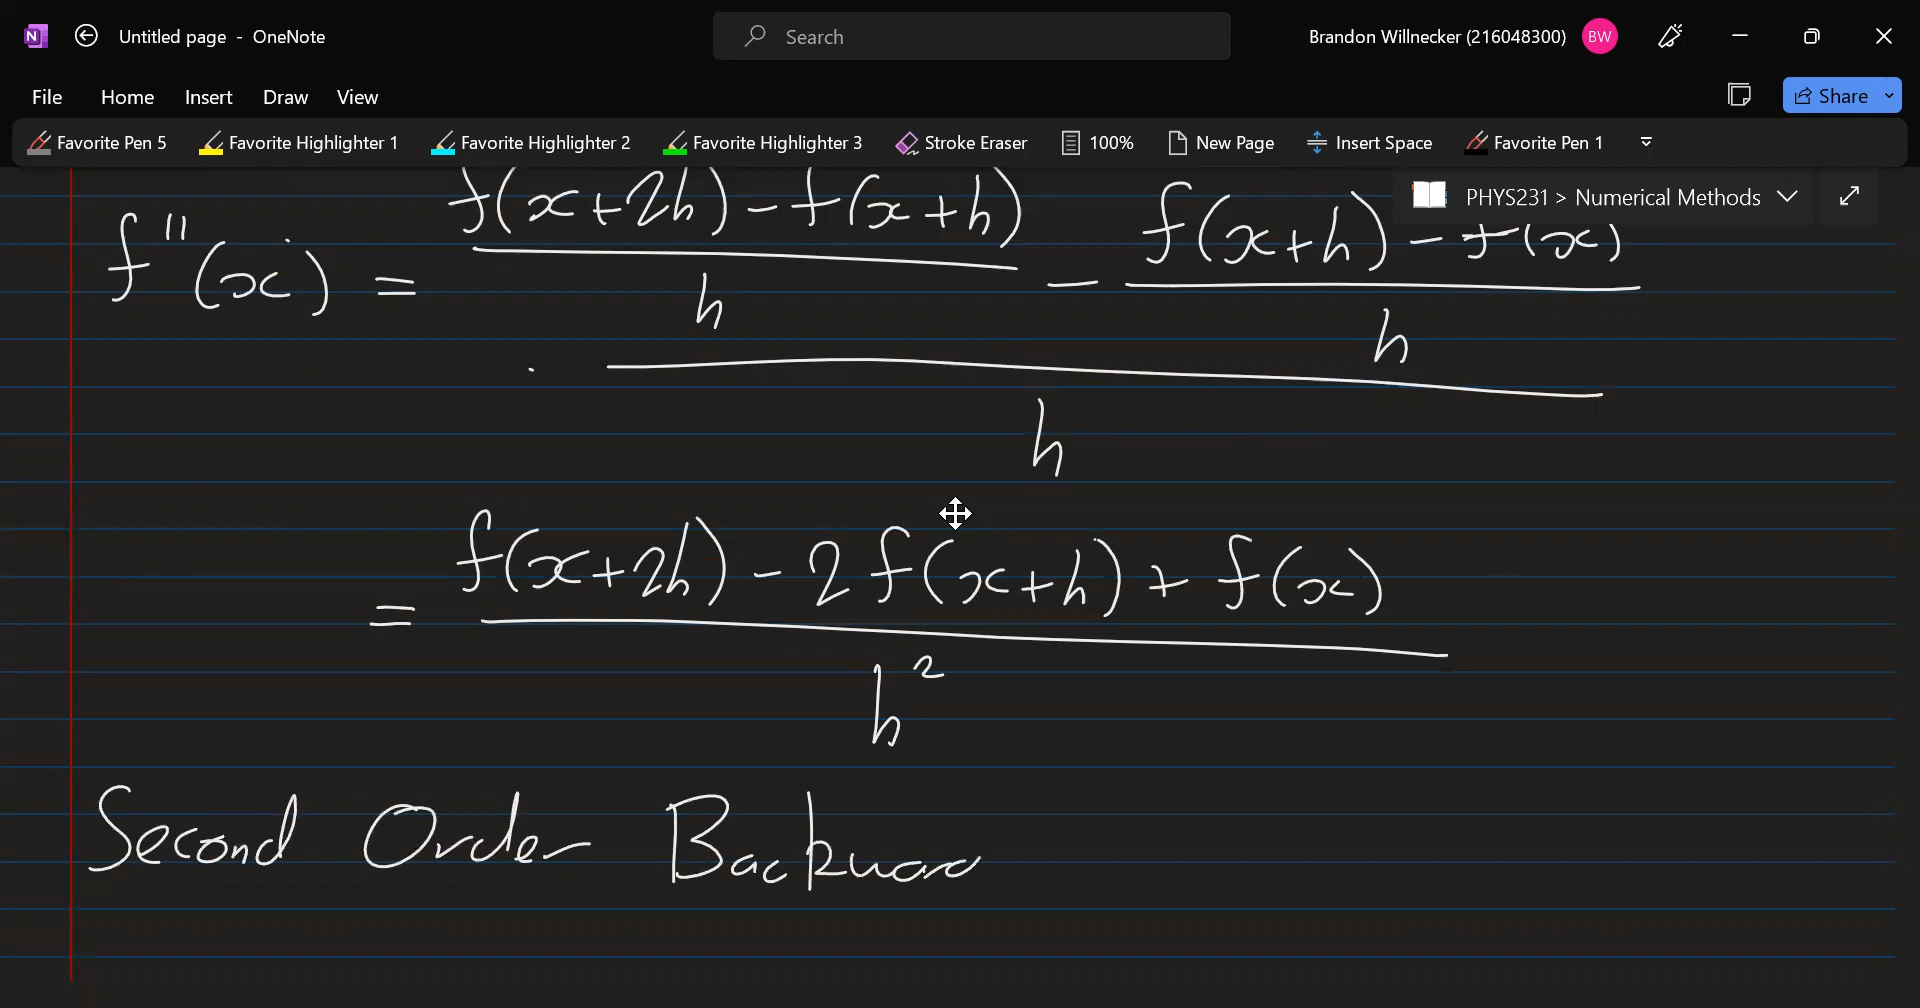 Untitled page - OneNote
Search
Brandon Willnecker (216048300) BW
File Home Insert Draw View
Share
Favorite Pen 5 Favorite Highlighter 1 Favorite Highlighter 2 Favorite Highlighter 3 Stroke Eraser 100% New Page Insert Space Favorite Pen 1
PHYS231 > Numerical Methods
f''(x) = ((f(x+2h) - f(x+h))/h - (f(x+h) - f(x))/h)/h
= (f(x+2h) - 2f(x+h) + f(x))/h²
Second Order Backward